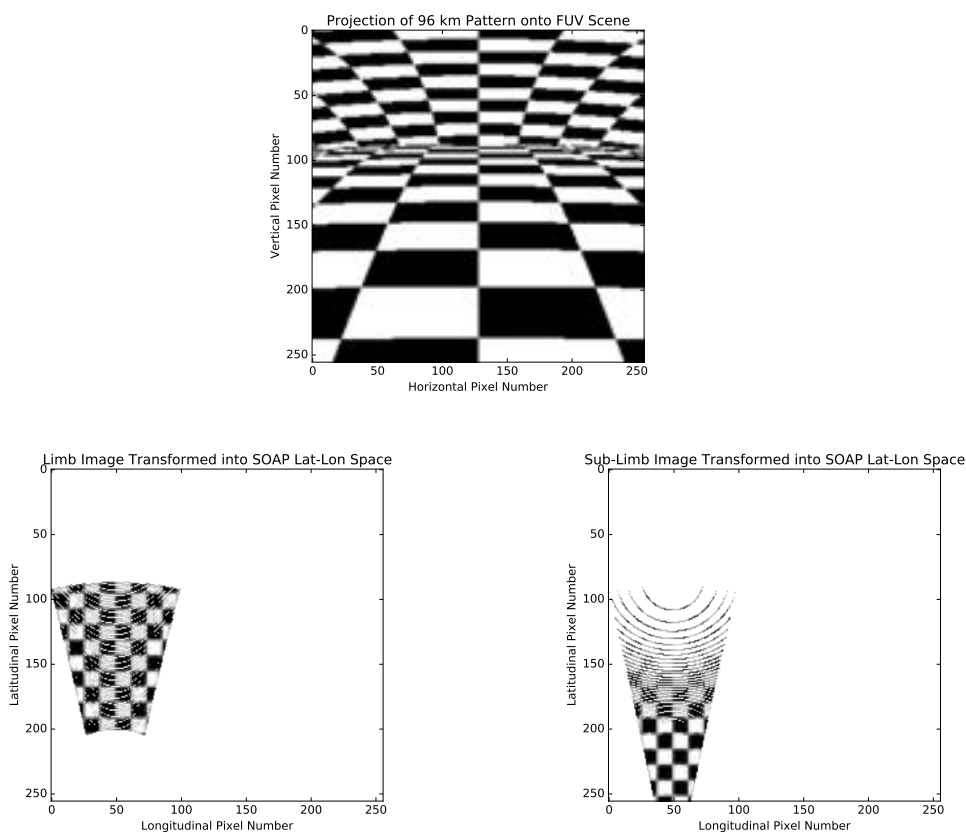 Projection of 96 km Pattern onto FUV Scene
0
50
100
150
200
250
Vertical Pixel Number
0 50 100 150 200 250
Horizontal Pixel Number
Limb Image Transformed into SOAP Lat-Lon Space
0
50
100
150
200
250
Latitudinal Pixel Number
0 50 100 150 200 250
Longitudinal Pixel Number
Sub-Limb Image Transformed into SOAP Lat-Lon Space
0
50
100
150
200
250
Latitudinal Pixel Number
0 50 100 150 200 250
Longitudinal Pixel Number